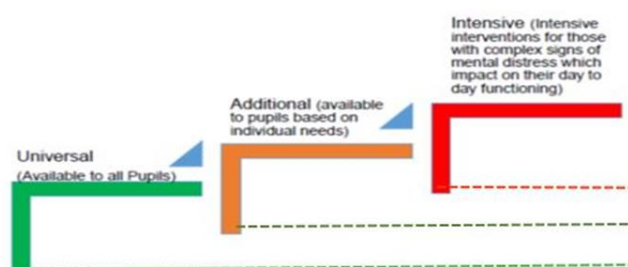 Universal
(Available to all Pupils)
Additional (available
to pupils based on
individual needs)
Intensive (Intensive
interventions for those
with complex signs of
mental distress which
impact on their day to
day functioning)